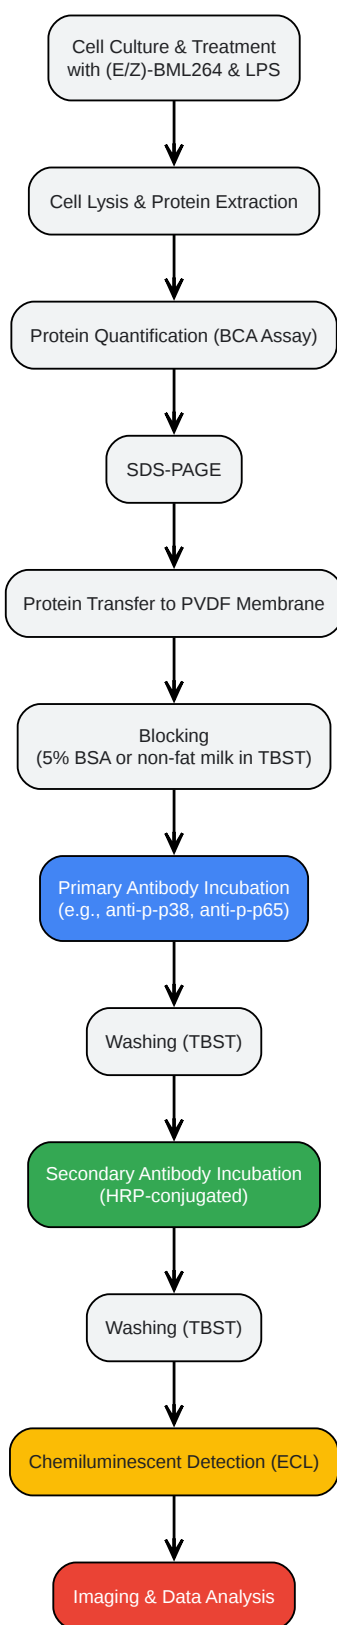 Cell Culture & Treatment
with (E/Z)-BML264 & LPS
Cell Lysis & Protein Extraction
Protein Quantification (BCA Assay)
SDS-PAGE
Protein Transfer to PVDF Membrane
Blocking
(5% BSA or non-fat milk in TBST)
Primary Antibody Incubation
(e.g., anti-p-p38, anti-p-p65)
Washing (TBST)
Secondary Antibody Incubation
(HRP-conjugated)
Washing (TBST)
Chemiluminescent Detection (ECL)
Imaging & Data Analysis